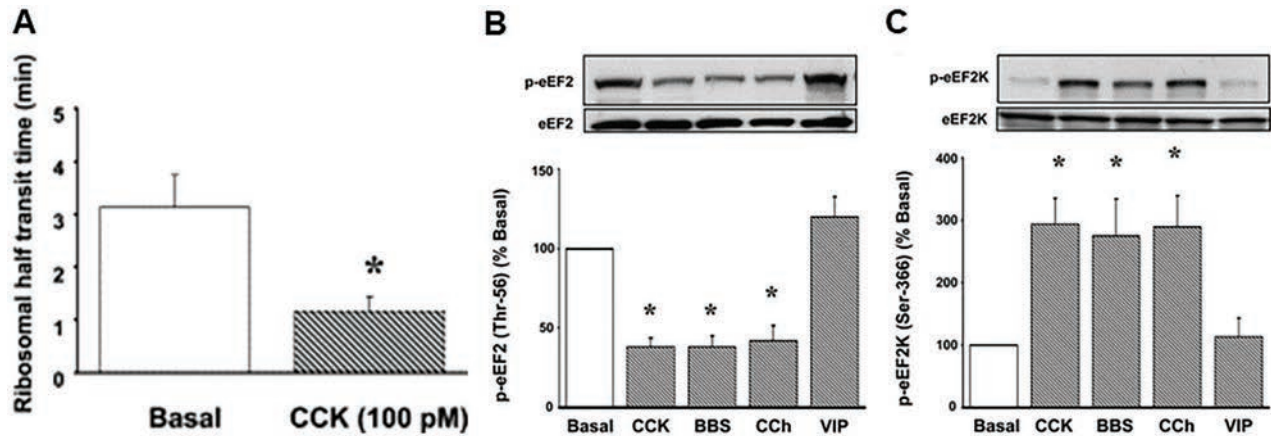 A
Ribosomal half transit time (min)
5
4
3
2
1
0
*
Basal
CCK (100 pM)
B
p-eEF2
eEF2
p-eEF2 (Thr-56) (% Basal)
150
100
50
0
* * *
Basal CCK BBS CCh VIP
C
p-eEF2K
eEF2K
p-eEF2K (Ser-366) (% Basal)
400
300
200
100
0
* * *
Basal CCK BBS CCh VIP